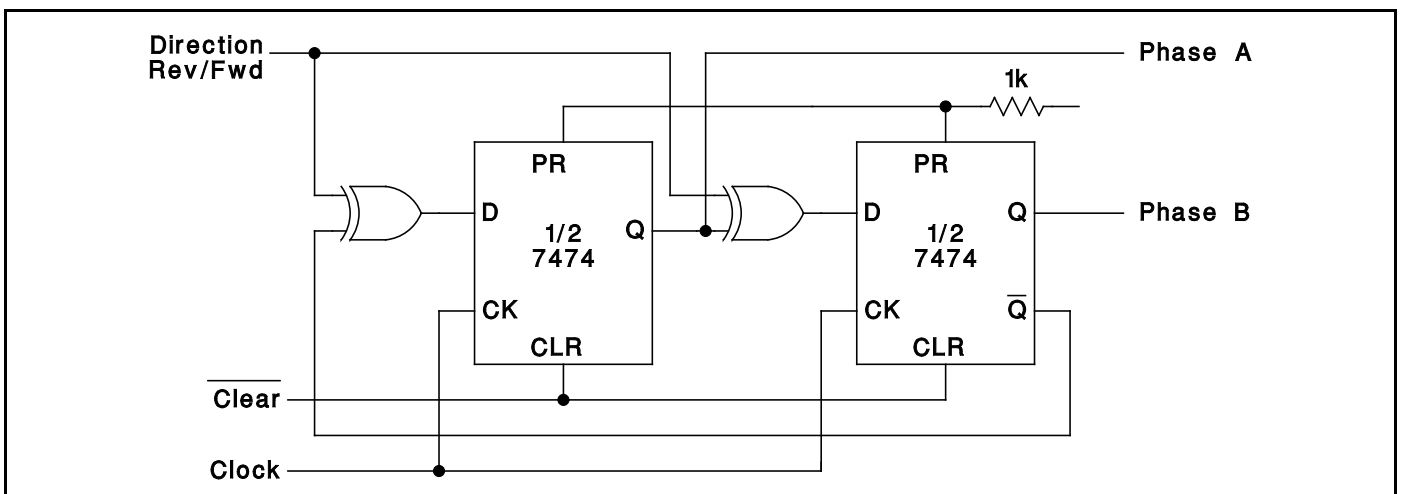 Direction
Rev/Fwd
Phase A
1k
PR
PR
D
Q
1/2
7474
D
Q
1/2
7474
Phase B
CK
CK
Q̅
CLR
CLR
C̅l̅e̅a̅r̅
Clock